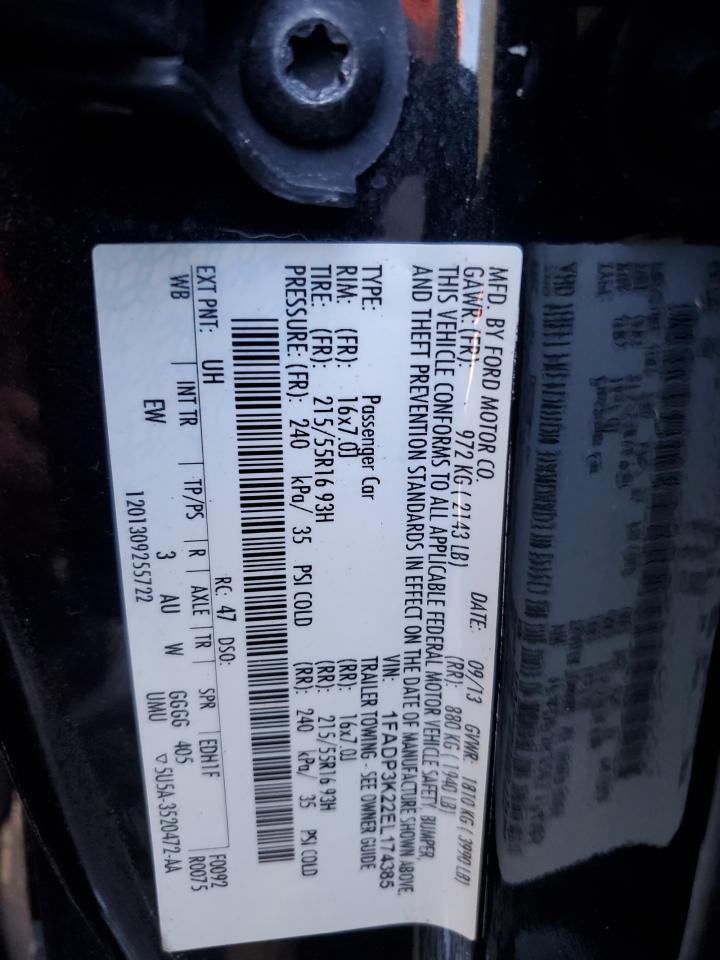 MFD. BY FORD MOTOR CO.
DATE: 09/13 GVWR: 1810 KG ( 3990 LB)
GAWR: (FR): 972 KG ( 2143 LB) (RR): 880 KG ( 1940 LB)
THIS VEHICLE CONFORMS TO ALL APPLICABLE FEDERAL MOTOR VEHICLE SAFETY, BUMPER,
AND THEFT PREVENTION STANDARDS IN EFFECT ON THE DATE OF MANUFACTURE SHOWN ABOVE.
VIN: 1FADP3K22EL174385
TYPE: Passenger Car TRAILER TOWING - SEE OWNER GUIDE
RIM: (FR): 16x7.0J (RR): 16x7.0J
TIRE: (FR): 215/55R16 93H (RR): 215/55R16 93H
PRESSURE: (FR): 240 kPa/ 35 PSI COLD (RR): 240 kPa/ 35 PSI COLD
F0092
R0075
EXT PNT: UH RC: 47 DSO:
WB INT TR TP/PS R AXLE TR SPR EDH1F
EW 3 AU W GGGG 405
UMU
1201309255722 ▽5U5A-3520472-AA